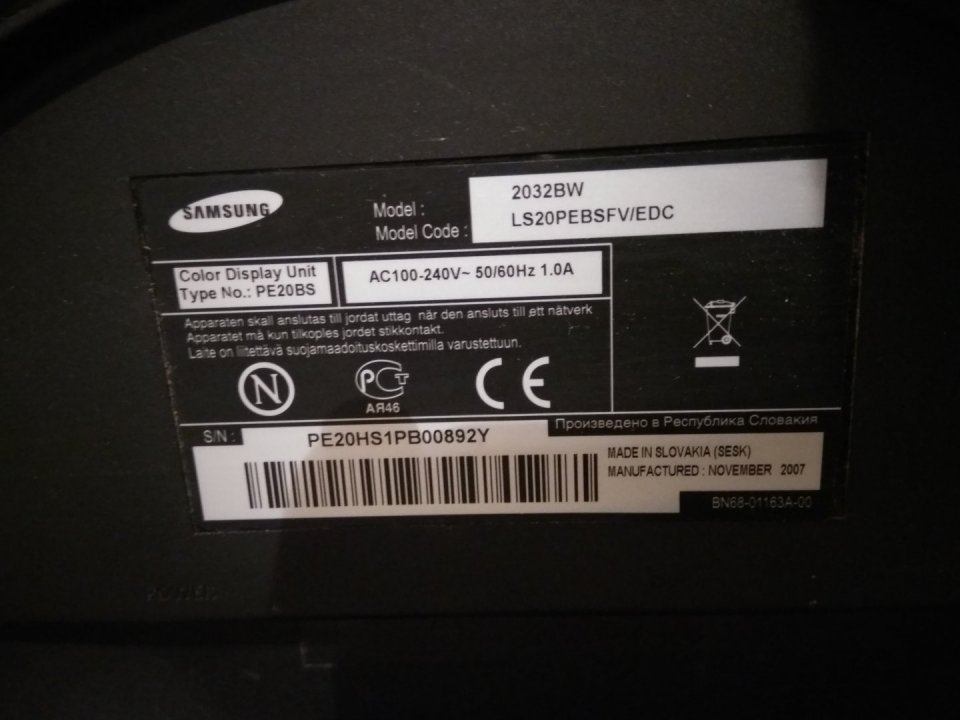 SAMSUNG
Model : 2032BW
Model Code : LS20PEBSFV/EDC
Color Display Unit
Type No.: PE20BS
AC100-240V~ 50/60Hz 1.0A
Apparaten skall anslutas till jordat uttag när den ansluts till ett nätverk
Apparatet må kun tilkoples jordet stikkontakt.
Laite on liitettävä suojamaadoituskoskettimilla varustettuun.
N
РСТ
АЯ46
CE
Произведено в Республика Словакия
S/N : PE20HS1PB00892Y
MADE IN SLOVAKIA (SESK)
MANUFACTURED : NOVEMBER 2007
BN68-01163A-00
POWER